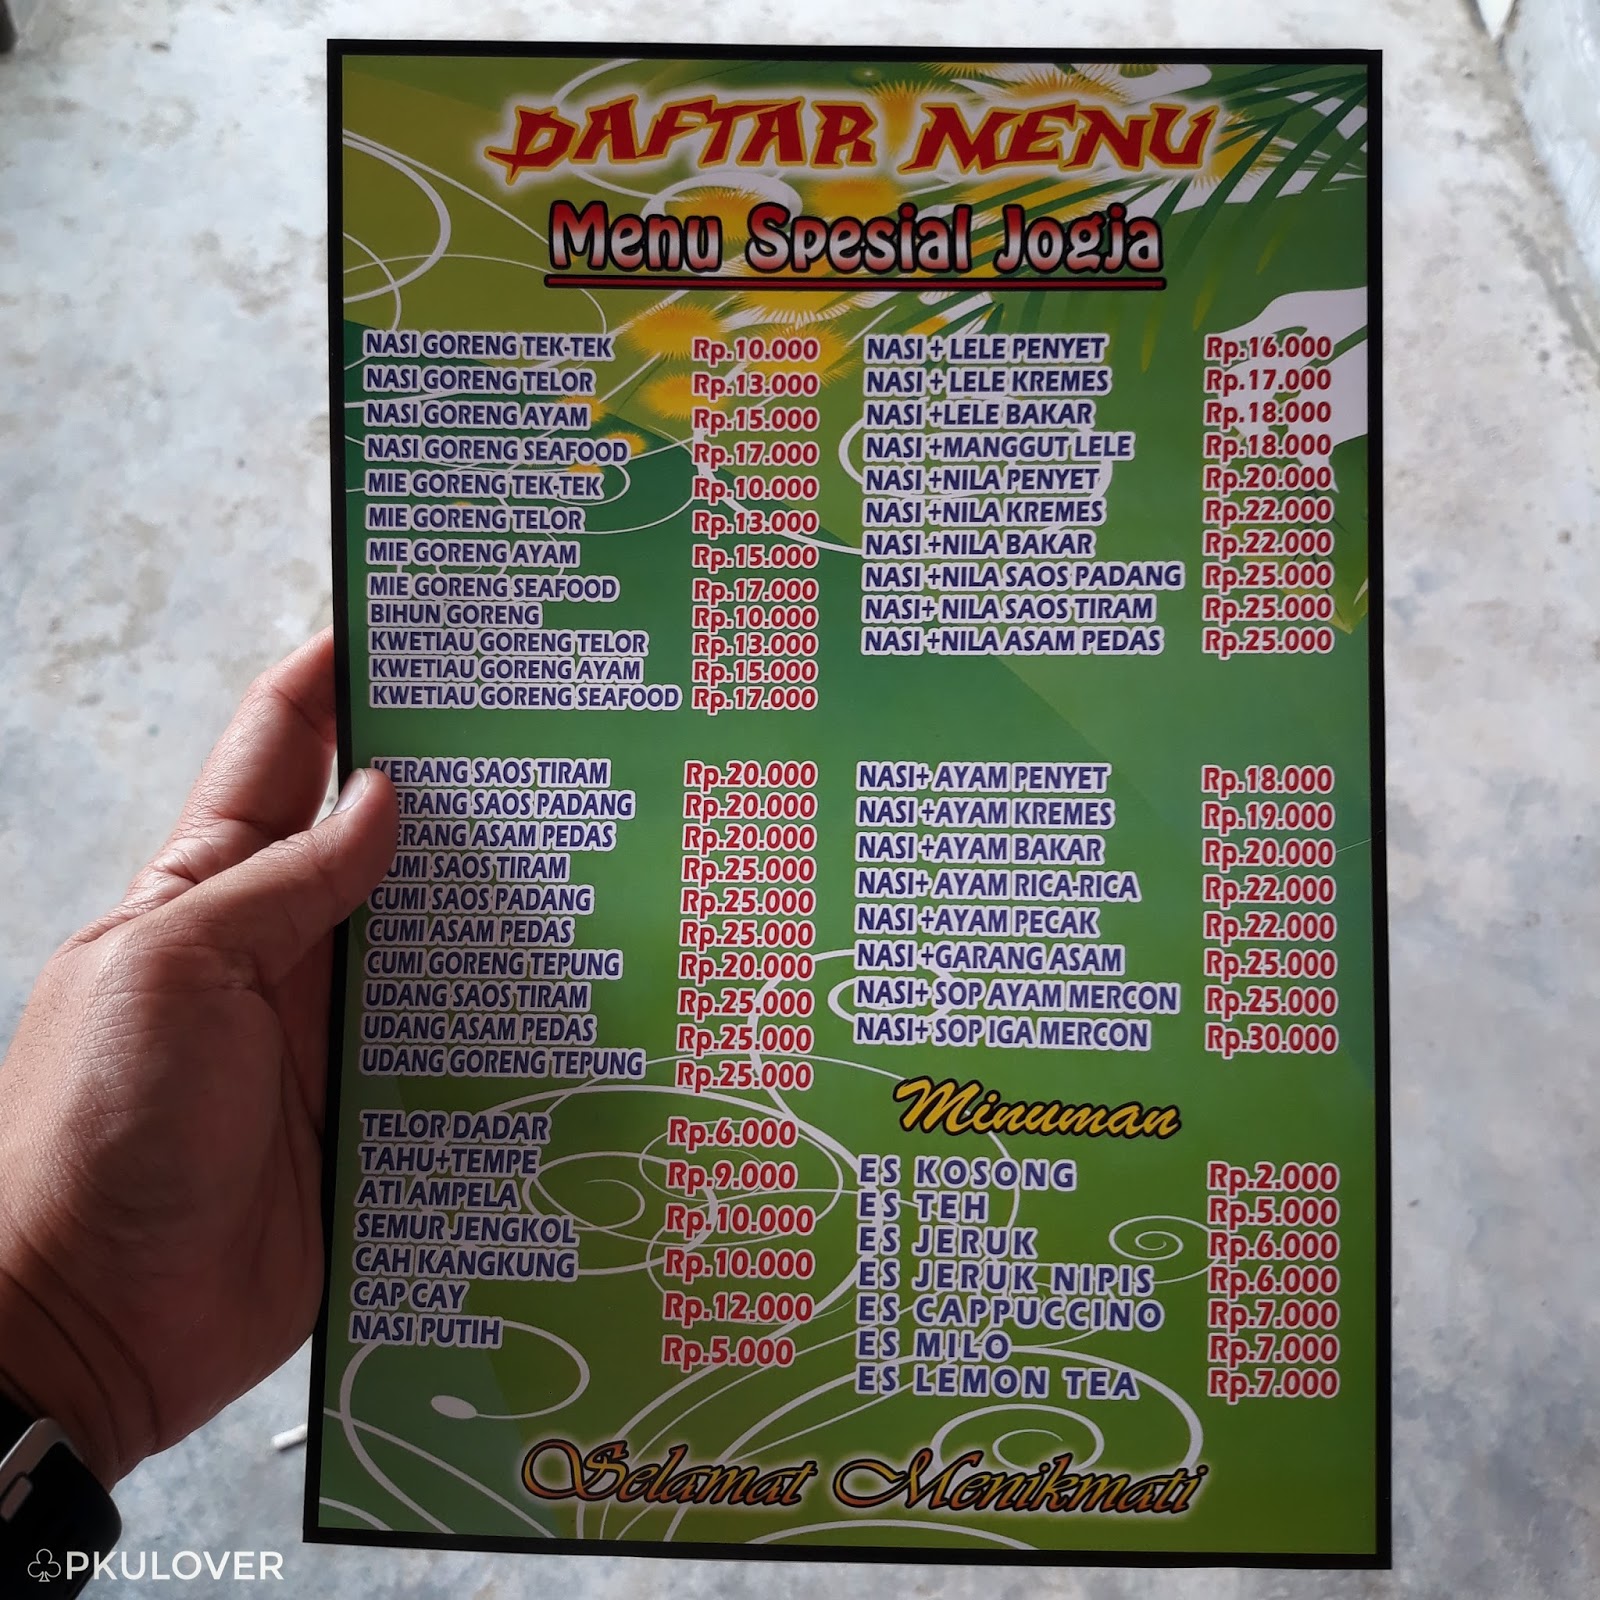 DAFTAR MENU
Menu Spesial Jogja
NASI GORENG TEK-TEK Rp.10.000
NASI GORENG TELOR Rp.13.000
NASI GORENG AYAM Rp.15.000
NASI GORENG SEAFOOD Rp.17.000
MIE GORENG TEK-TEK Rp.10.000
MIE GORENG TELOR Rp.13.000
MIE GORENG AYAM Rp.15.000
MIE GORENG SEAFOOD Rp.17.000
BIHUN GORENG Rp.10.000
KWETIAU GORENG TELOR Rp.13.000
KWETIAU GORENG AYAM Rp.15.000
KWETIAU GORENG SEAFOOD Rp.17.000
NASI + LELE PENYET Rp.16.000
NASI + LELE KREMES Rp.17.000
NASI +LELE BAKAR Rp.18.000
NASI +MANGGUT LELE Rp.18.000
NASI +NILA PENYET Rp.20.000
NASI +NILA KREMES Rp.22.000
NASI +NILA BAKAR Rp.22.000
NASI +NILA SAOS PADANG Rp.25.000
NASI+ NILA SAOS TIRAM Rp.25.000
NASI +NILA ASAM PEDAS Rp.25.000
KERANG SAOS TIRAM Rp.20.000
KERANG SAOS PADANG Rp.20.000
KERANG ASAM PEDAS Rp.20.000
CUMI SAOS TIRAM Rp.25.000
CUMI SAOS PADANG Rp.25.000
CUMI ASAM PEDAS Rp.25.000
CUMI GORENG TEPUNG Rp.20.000
UDANG SAOS TIRAM Rp.25.000
UDANG ASAM PEDAS Rp.25.000
UDANG GORENG TEPUNG Rp.25.000
NASI+ AYAM PENYET Rp.18.000
NASI +AYAM KREMES Rp.19.000
NASI +AYAM BAKAR Rp.20.000
NASI+ AYAM RICA-RICA Rp.22.000
NASI +AYAM PECAK Rp.22.000
NASI +GARANG ASAM Rp.25.000
NASI+ SOP AYAM MERCON Rp.25.000
NASI+ SOP IGA MERCON Rp.30.000
TELOR DADAR Rp.6.000
TAHU+TEMPE Rp.9.000
ATI AMPELA Rp.10.000
SEMUR JENGKOL Rp.10.000
CAH KANGKUNG Rp.12.000
CAP CAY Rp.5.000
NASI PUTIH
Minuman
ES KOSONG Rp.2.000
ES TEH Rp.5.000
ES JERUK Rp.6.000
ES JERUK NIPIS Rp.6.000
ES CAPPUCCINO Rp.7.000
ES MILO Rp.7.000
ES LEMON TEA Rp.7.000
Selamat Menikmati
PKULOVER